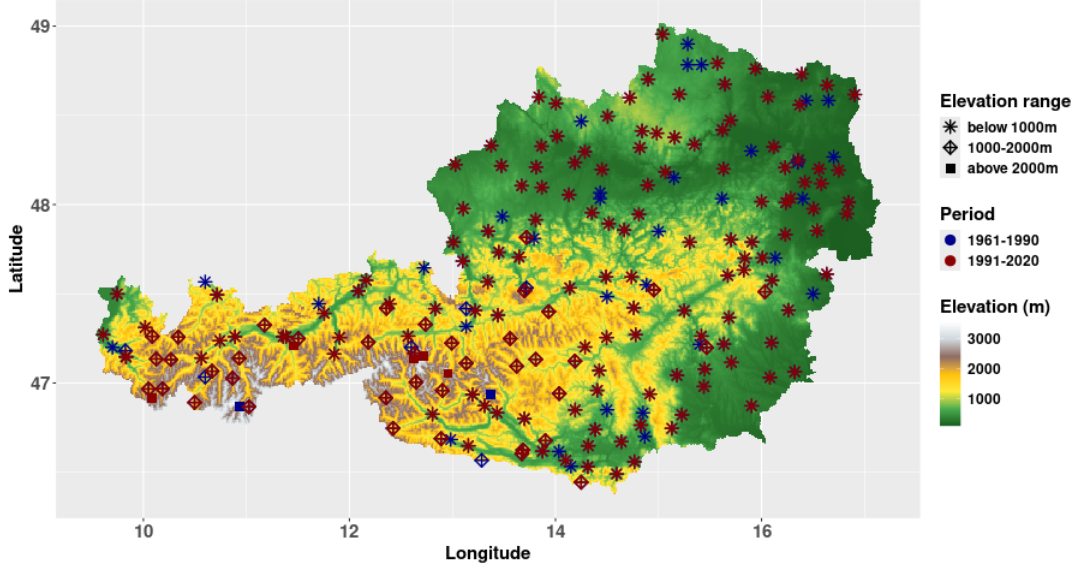 49
48
47
Latitude
10
12
14
16
Longitude
Elevation range
below 1000m
1000-2000m
above 2000m
Period
1961-1990
1991-2020
Elevation (m)
3000
2000
1000